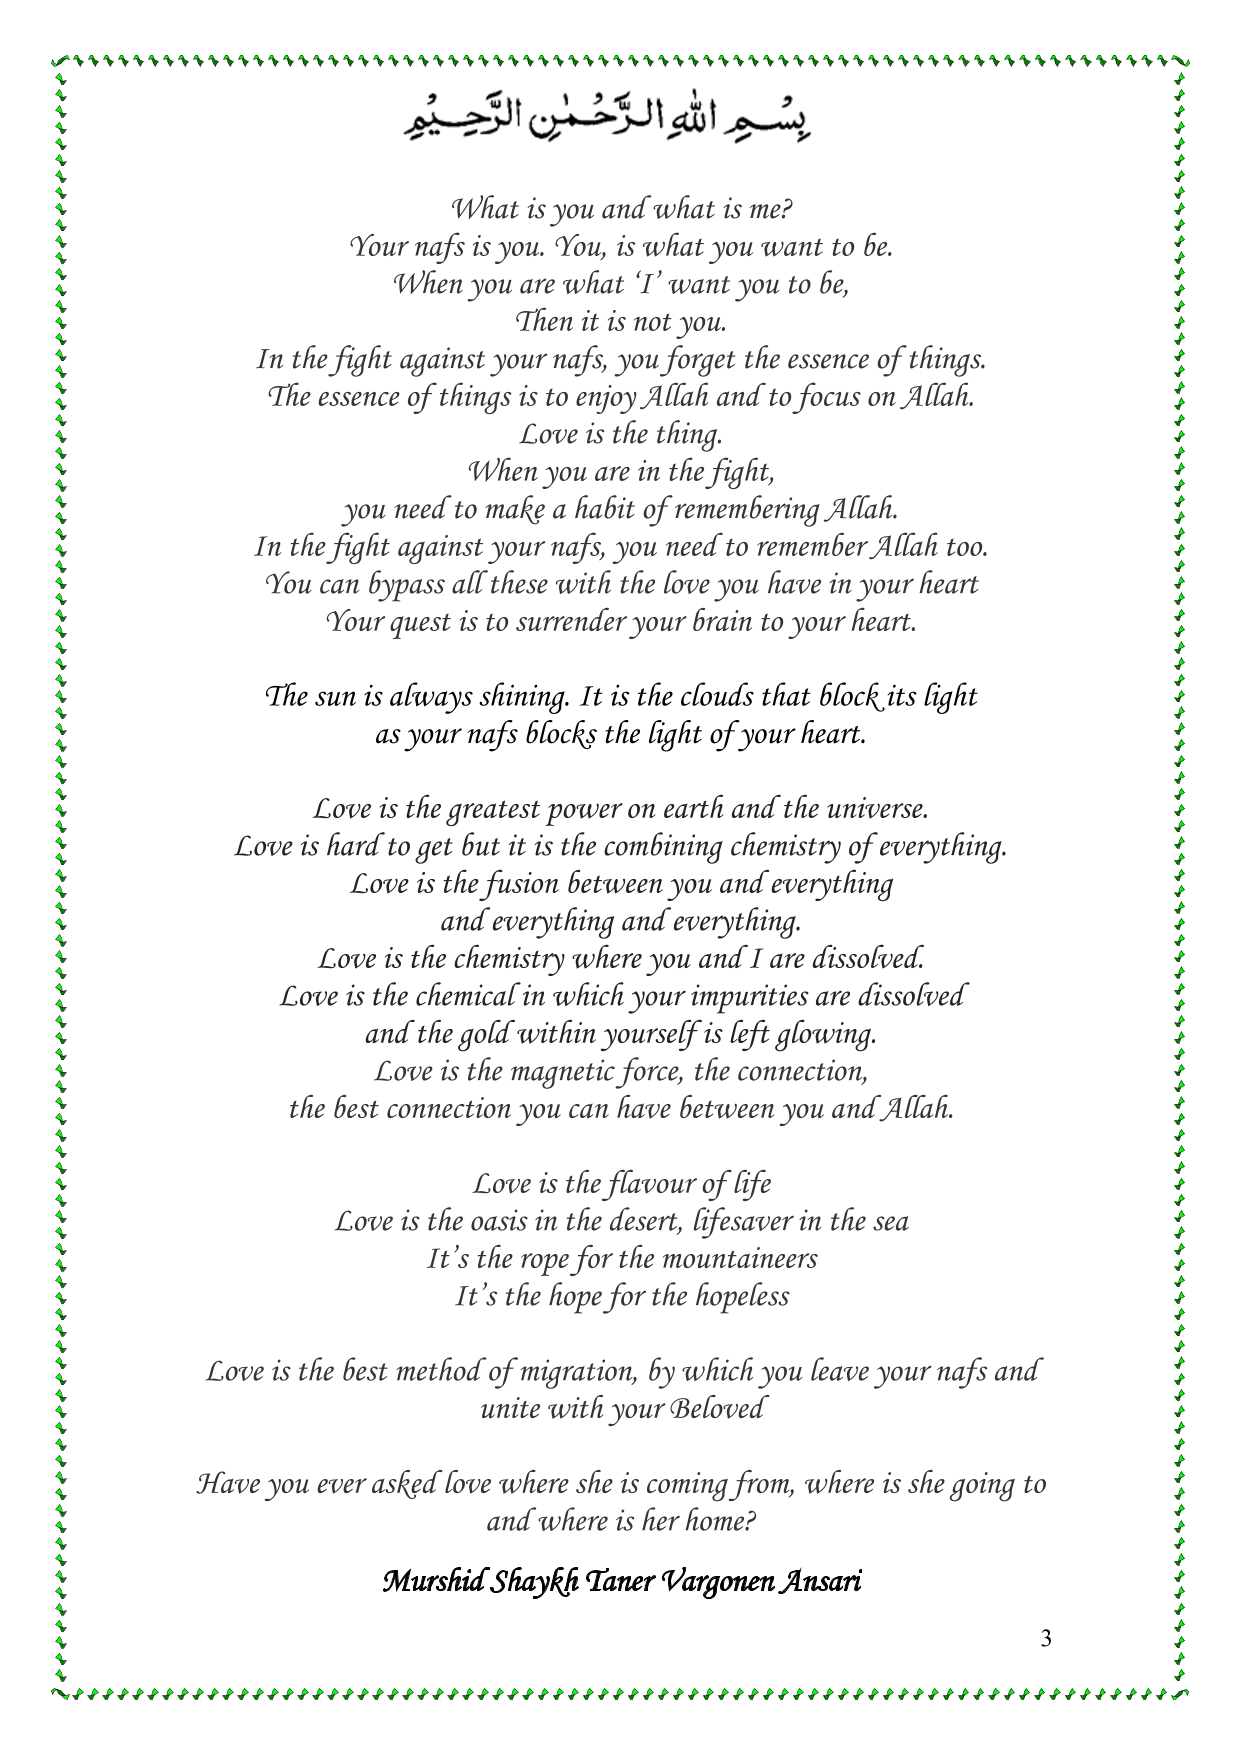 بِسْمِ اللهِ الرَّحْمٰنِ الرَّحِيْمِ
What is you and what is me?
Your nafs is you. You, is what you want to be.
When you are what ‘I’ want you to be,
Then it is not you.
In the fight against your nafs, you forget the essence of things.
The essence of things is to enjoy Allah and to focus on Allah.
Love is the thing.
When you are in the fight,
you need to make a habit of remembering Allah.
In the fight against your nafs, you need to remember Allah too.
You can bypass all these with the love you have in your heart
Your quest is to surrender your brain to your heart.
The sun is always shining. It is the clouds that block its light
as your nafs blocks the light of your heart.
Love is the greatest power on earth and the universe.
Love is hard to get but it is the combining chemistry of everything.
Love is the fusion between you and everything
and everything and everything.
Love is the chemistry where you and I are dissolved.
Love is the chemical in which your impurities are dissolved
and the gold within yourself is left glowing.
Love is the magnetic force, the connection,
the best connection you can have between you and Allah.
Love is the flavour of life
Love is the oasis in the desert, lifesaver in the sea
It’s the rope for the mountaineers
It’s the hope for the hopeless
Love is the best method of migration, by which you leave your nafs and
unite with your Beloved
Have you ever asked love where she is coming from, where is she going to
and where is her home?
Murshid Shaykh Taner Vargonen Ansari
3